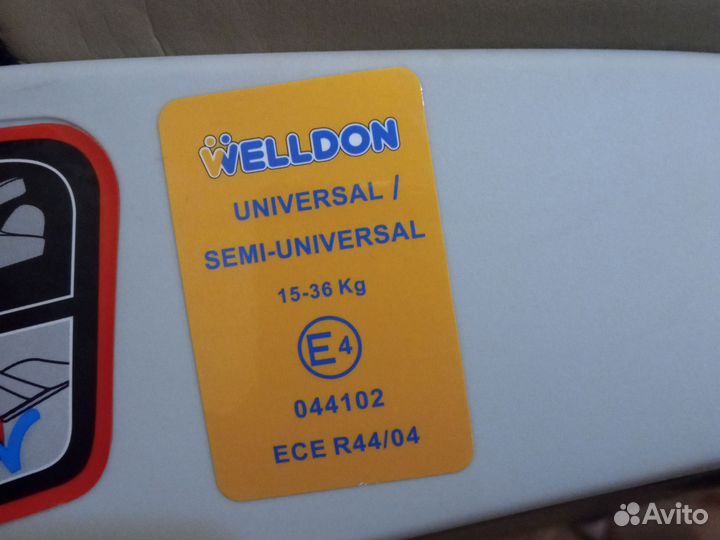 WELLDON
UNIVERSAL /
SEMI-UNIVERSAL
15-36 Kg
E4
044102
ECE R44/04
Avito